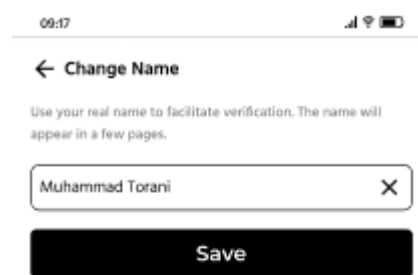 09:17
Change Name
Use your real name to facilitate verification. The name will
appear in a few pages.
Muhammad Torani
Save